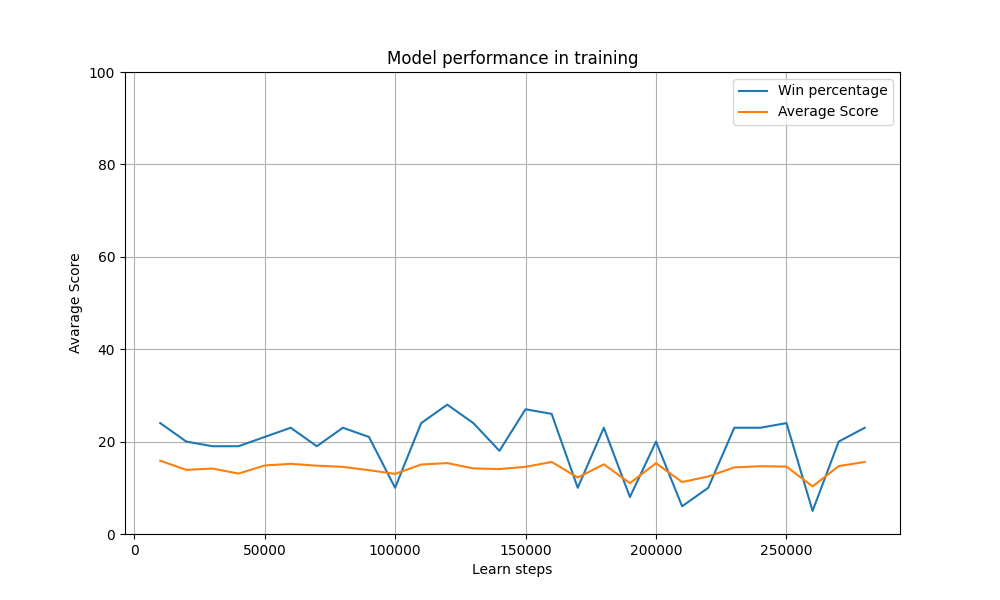 Model performance in training
100
80
60
40
20
0
Avarage Score
Win percentage
Average Score
0 50000 100000 150000 200000 250000
Learn steps